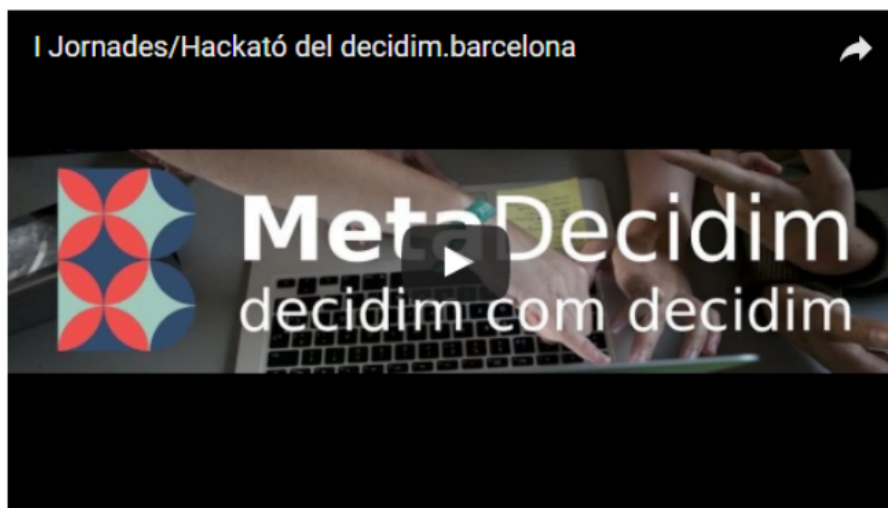 I Jornades/Hackató del decidim.barcelona
MetaDecidim
decidim com decidim